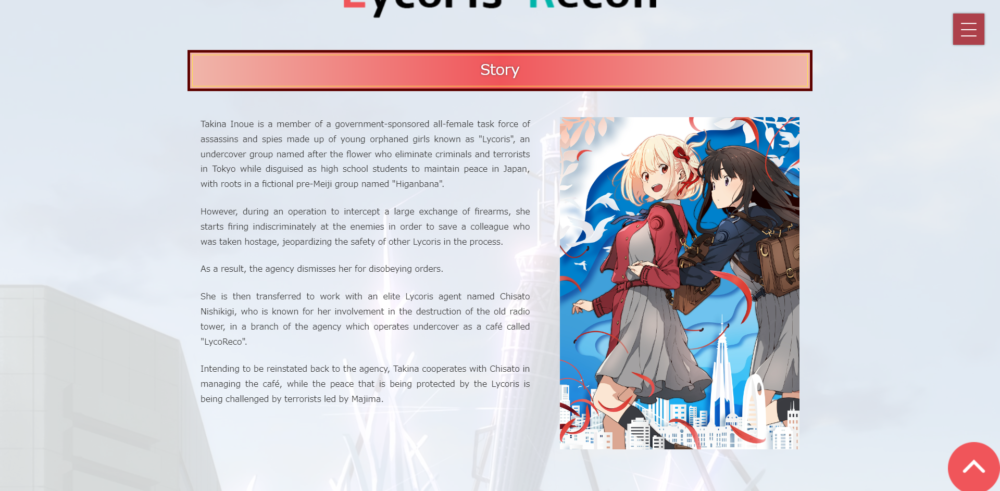 Lycoris Recoil
Story
Takina Inoue is a member of a government-sponsored all-female task force of
assassins and spies made up of young orphaned girls known as "Lycoris", an
undercover group named after the flower who eliminate criminals and terrorists
in Tokyo while disguised as high school students to maintain peace in Japan,
with roots in a fictional pre-Meiji group named "Higanbana".
However, during an operation to intercept a large exchange of firearms, she
starts firing indiscriminately at the enemies in order to save a colleague who
was taken hostage, jeopardizing the safety of other Lycoris in the process.
As a result, the agency dismisses her for disobeying orders.
She is then transferred to work with an elite Lycoris agent named Chisato
Nishikigi, who is known for her involvement in the destruction of the old radio
tower, in a branch of the agency which operates undercover as a café called
"LycoReco".
Intending to be reinstated back to the agency, Takina cooperates with Chisato in
managing the café, while the peace that is being protected by the Lycoris is
being challenged by terrorists led by Majima.